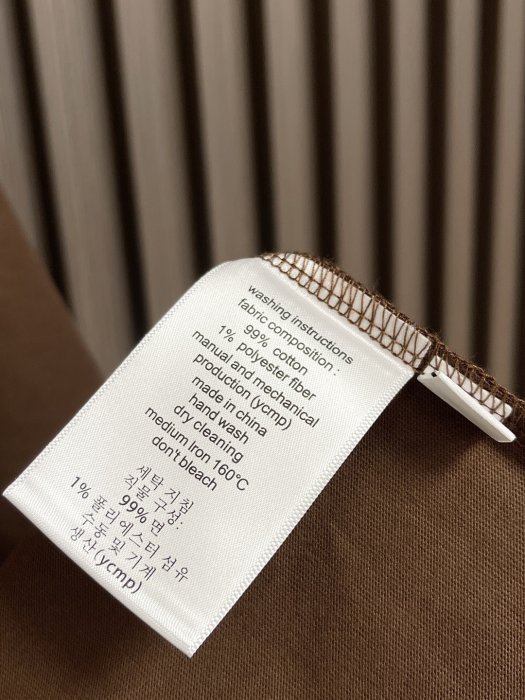 washing instructions
fabric composition :
99% cotton
1% polyester fiber
manual and mechanical
production (ycmp)
made in china
hand wash
dry cleaning
medium Iron 160°C
don't bleach
세탁 지침
직물 구성:
99% 면
1% 폴리에스터 섬유
수동 및 기계
생산(ycmp)